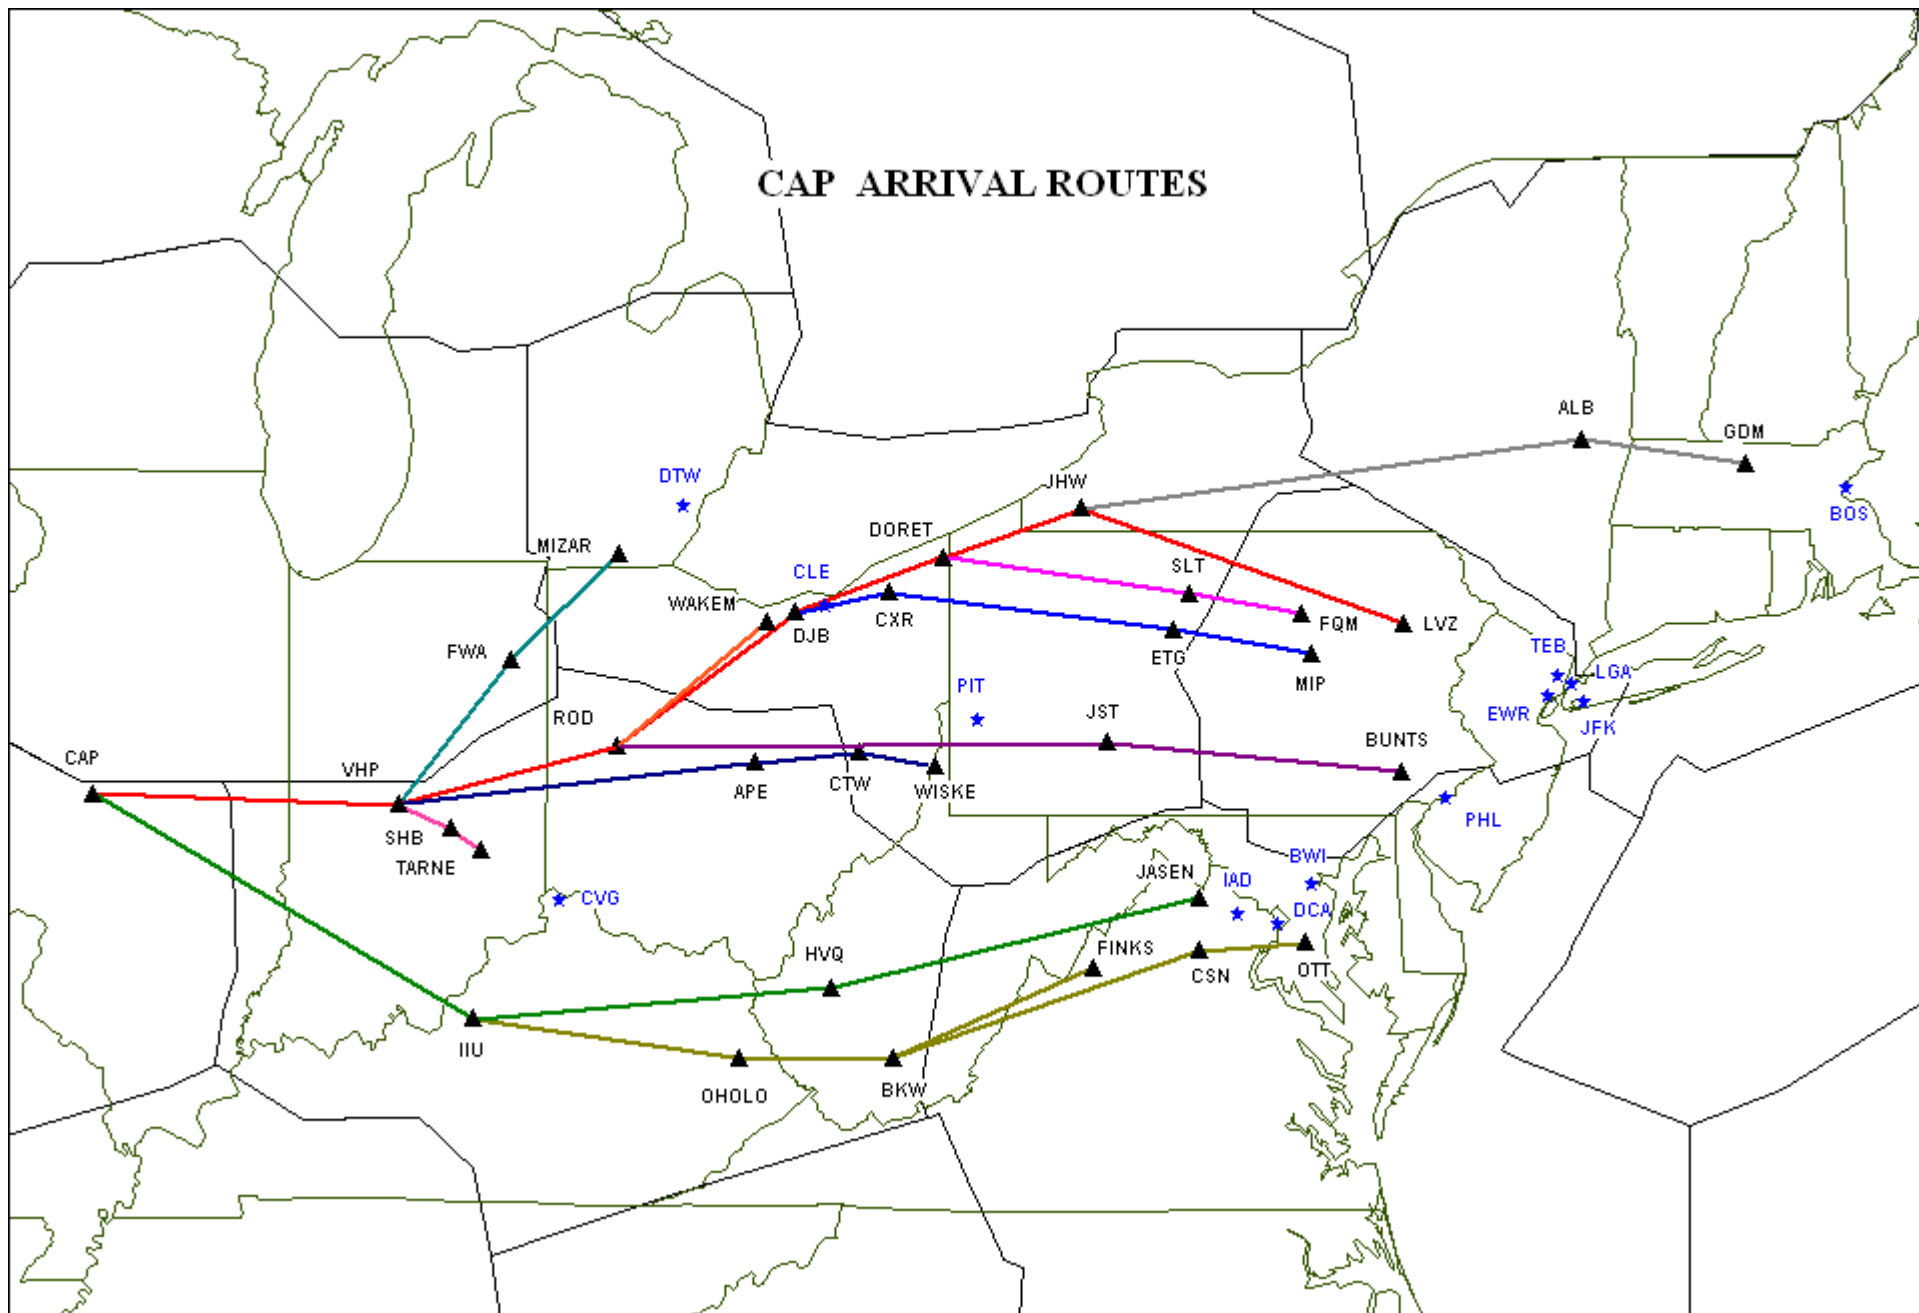 CAP ARRIVAL ROUTES
ALB
GDM
DTW
JHW
BOS
DORET
MIZAR
SLT
CLE
WAKEM
CXR
FQM
LVZ
DJB
FWA
TEB
ETG
LGA
MIP
PIT
ROD
JST
EWR
JFK
BUNTS
CAP
VHP
APE
CTW
WISKE
PHL
SHB
TARNE
BWI
JASEN
IAD
CVG
DCA
HVQ
FINKS
CSN
OTT
IIU
OHOLO
BKW